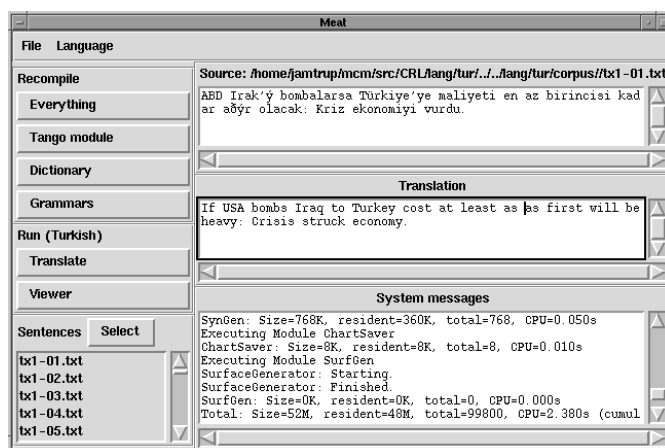 Meat
File Language
Recompile
Everything
Tango module
Dictionary
Grammars
Run (Turkish)
Translate
Viewer
Sentences Select
tx1-01.txt
tx1-02.txt
tx1-03.txt
tx1-04.txt
tx1-05.txt
Source: /home/jamtrup/mcm/src/CRL/lang/tur/../../lang/tur/corpus//tx1-01.txt
ABD Irak'ý bombalarsa Türkiye'ye maliyeti en az birincisi kad
ar aðýr olacak: Kriz ekonomiyi vurdu.
Translation
If USA bombs Iraq to Turkey cost at least as as first will be
heavy: Crisis struck economy.
System messages
SynGen: Size=768K, resident=360K, total=768, CPU=0.050s
Executing Module ChartSaver
ChartSaver: Size=8K, resident=8K, total=8, CPU=0.010s
Executing Module SurfGen
SurfaceGenerator: Starting.
SurfaceGenerator: Finished.
SurfGen: Size=0K, resident=0K, total=0, CPU=0.000s
Total: Size=52M, resident=48M, total=99800, CPU=2.380s (cumul